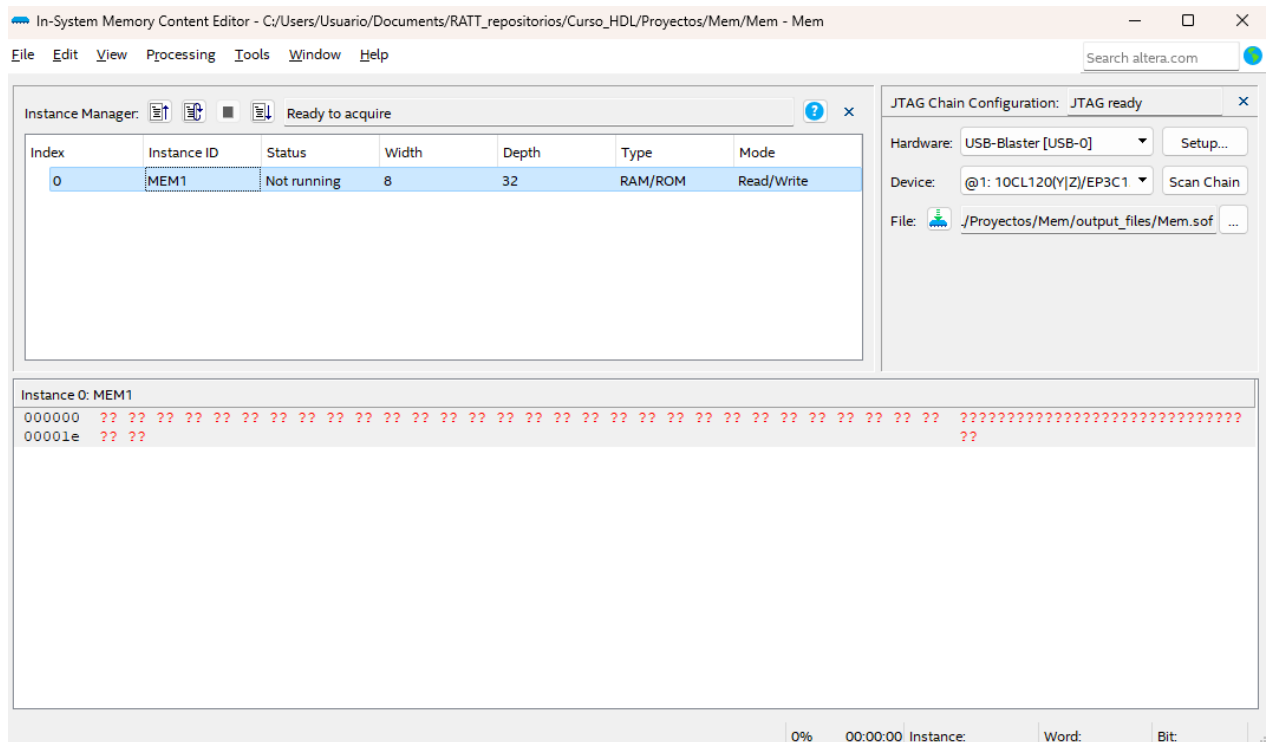 In-System Memory Content Editor - C:/Users/Usuario/Documents/RATT_repositorios/Curso_HDL/Proyectos/Mem/Mem - Mem
File Edit View Processing Tools Window Help
Search altera.com
Instance Manager: Ready to acquire
Index Instance ID Status Width Depth Type Mode
0 MEM1 Not running 8 32 RAM/ROM Read/Write
JTAG Chain Configuration: JTAG ready
Hardware: USB-Blaster [USB-0] Setup...
Device: @1: 10CL120(Y|Z)/EP3C1 Scan Chain
File: ./Proyectos/Mem/output_files/Mem.sof ...
Instance 0: MEM1
000000 ?? ?? ?? ?? ?? ?? ?? ?? ?? ?? ?? ?? ?? ?? ?? ?? ?? ?? ?? ?? ?? ?? ?? ?? ?? ?? ?? ?? ?? ?? ??????????????????????????????
00001e ?? ?? ??
0% 00:00:00 Instance: Word: Bit: